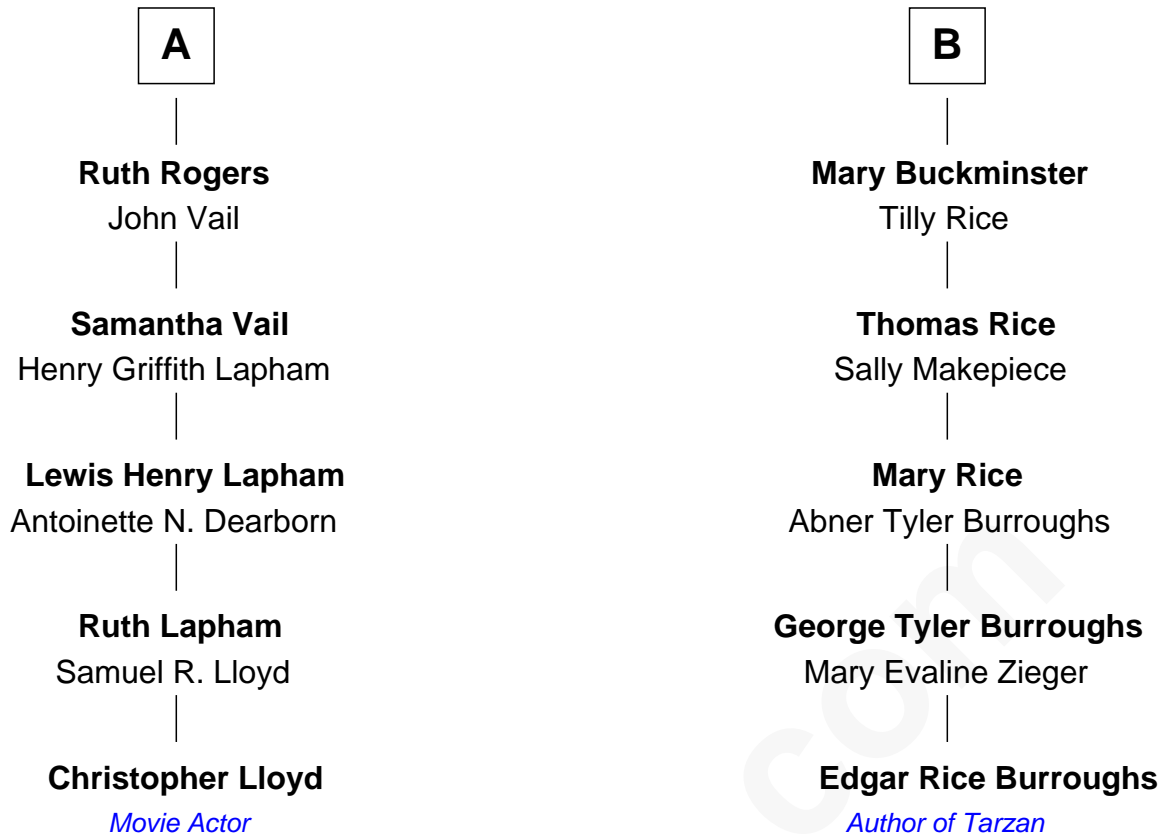 A
Ruth Rogers
John Vail
Samantha Vail
Henry Griffith Lapham
Lewis Henry Lapham
Antoinette N. Dearborn
Ruth Lapham
Samuel R. Lloyd
Christopher Lloyd
Movie Actor
B
Mary Buckminster
Tilly Rice
Thomas Rice
Sally Makepiece
Mary Rice
Abner Tyler Burroughs
George Tyler Burroughs
Mary Evaline Zieger
Edgar Rice Burroughs
Author of Tarzan
com